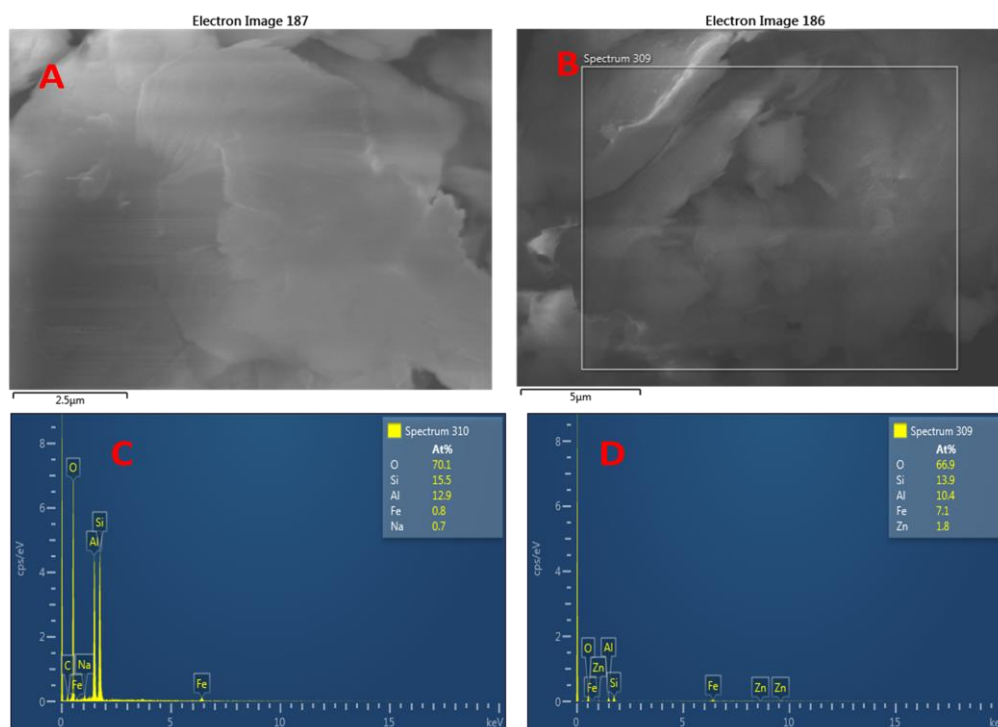 Electron Image 187
Electron Image 186
A
B
Spectrum 309
2.5µm
5µm
C
Spectrum 310
At%
O 70.1
Si 15.5
Al 12.9
Fe 0.8
Na 0.7
8
6
4
2
0
cps/eV
O
Si
Al
C
Na
Fe
Fe
0
5
10
15
keV
D
Spectrum 309
At%
O 66.9
Si 13.9
Al 10.4
Fe 7.1
Zn 1.8
8
6
4
2
0
cps/eV
O
Al
Zn
Fe
Si
Fe
Zn
Zn
0
5
10
15
keV